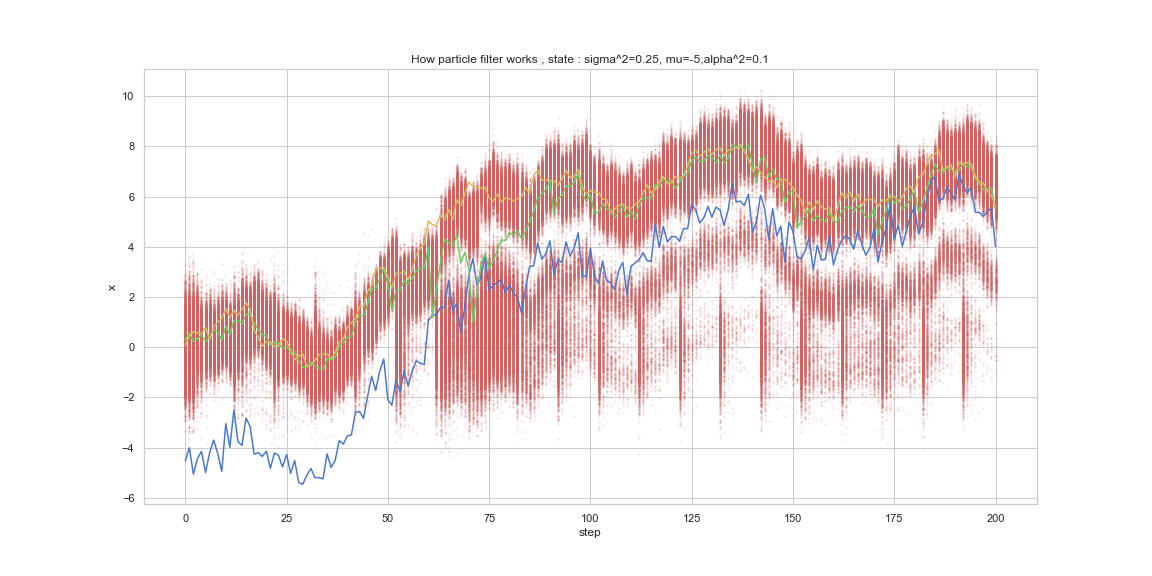 How particle filter works , state : sigma^2=0.25, mu=-5,alpha^2=0.1
10
8
6
4
2
0
−2
−4
−6
x
0 25 50 75 100 125 150 175 200
step